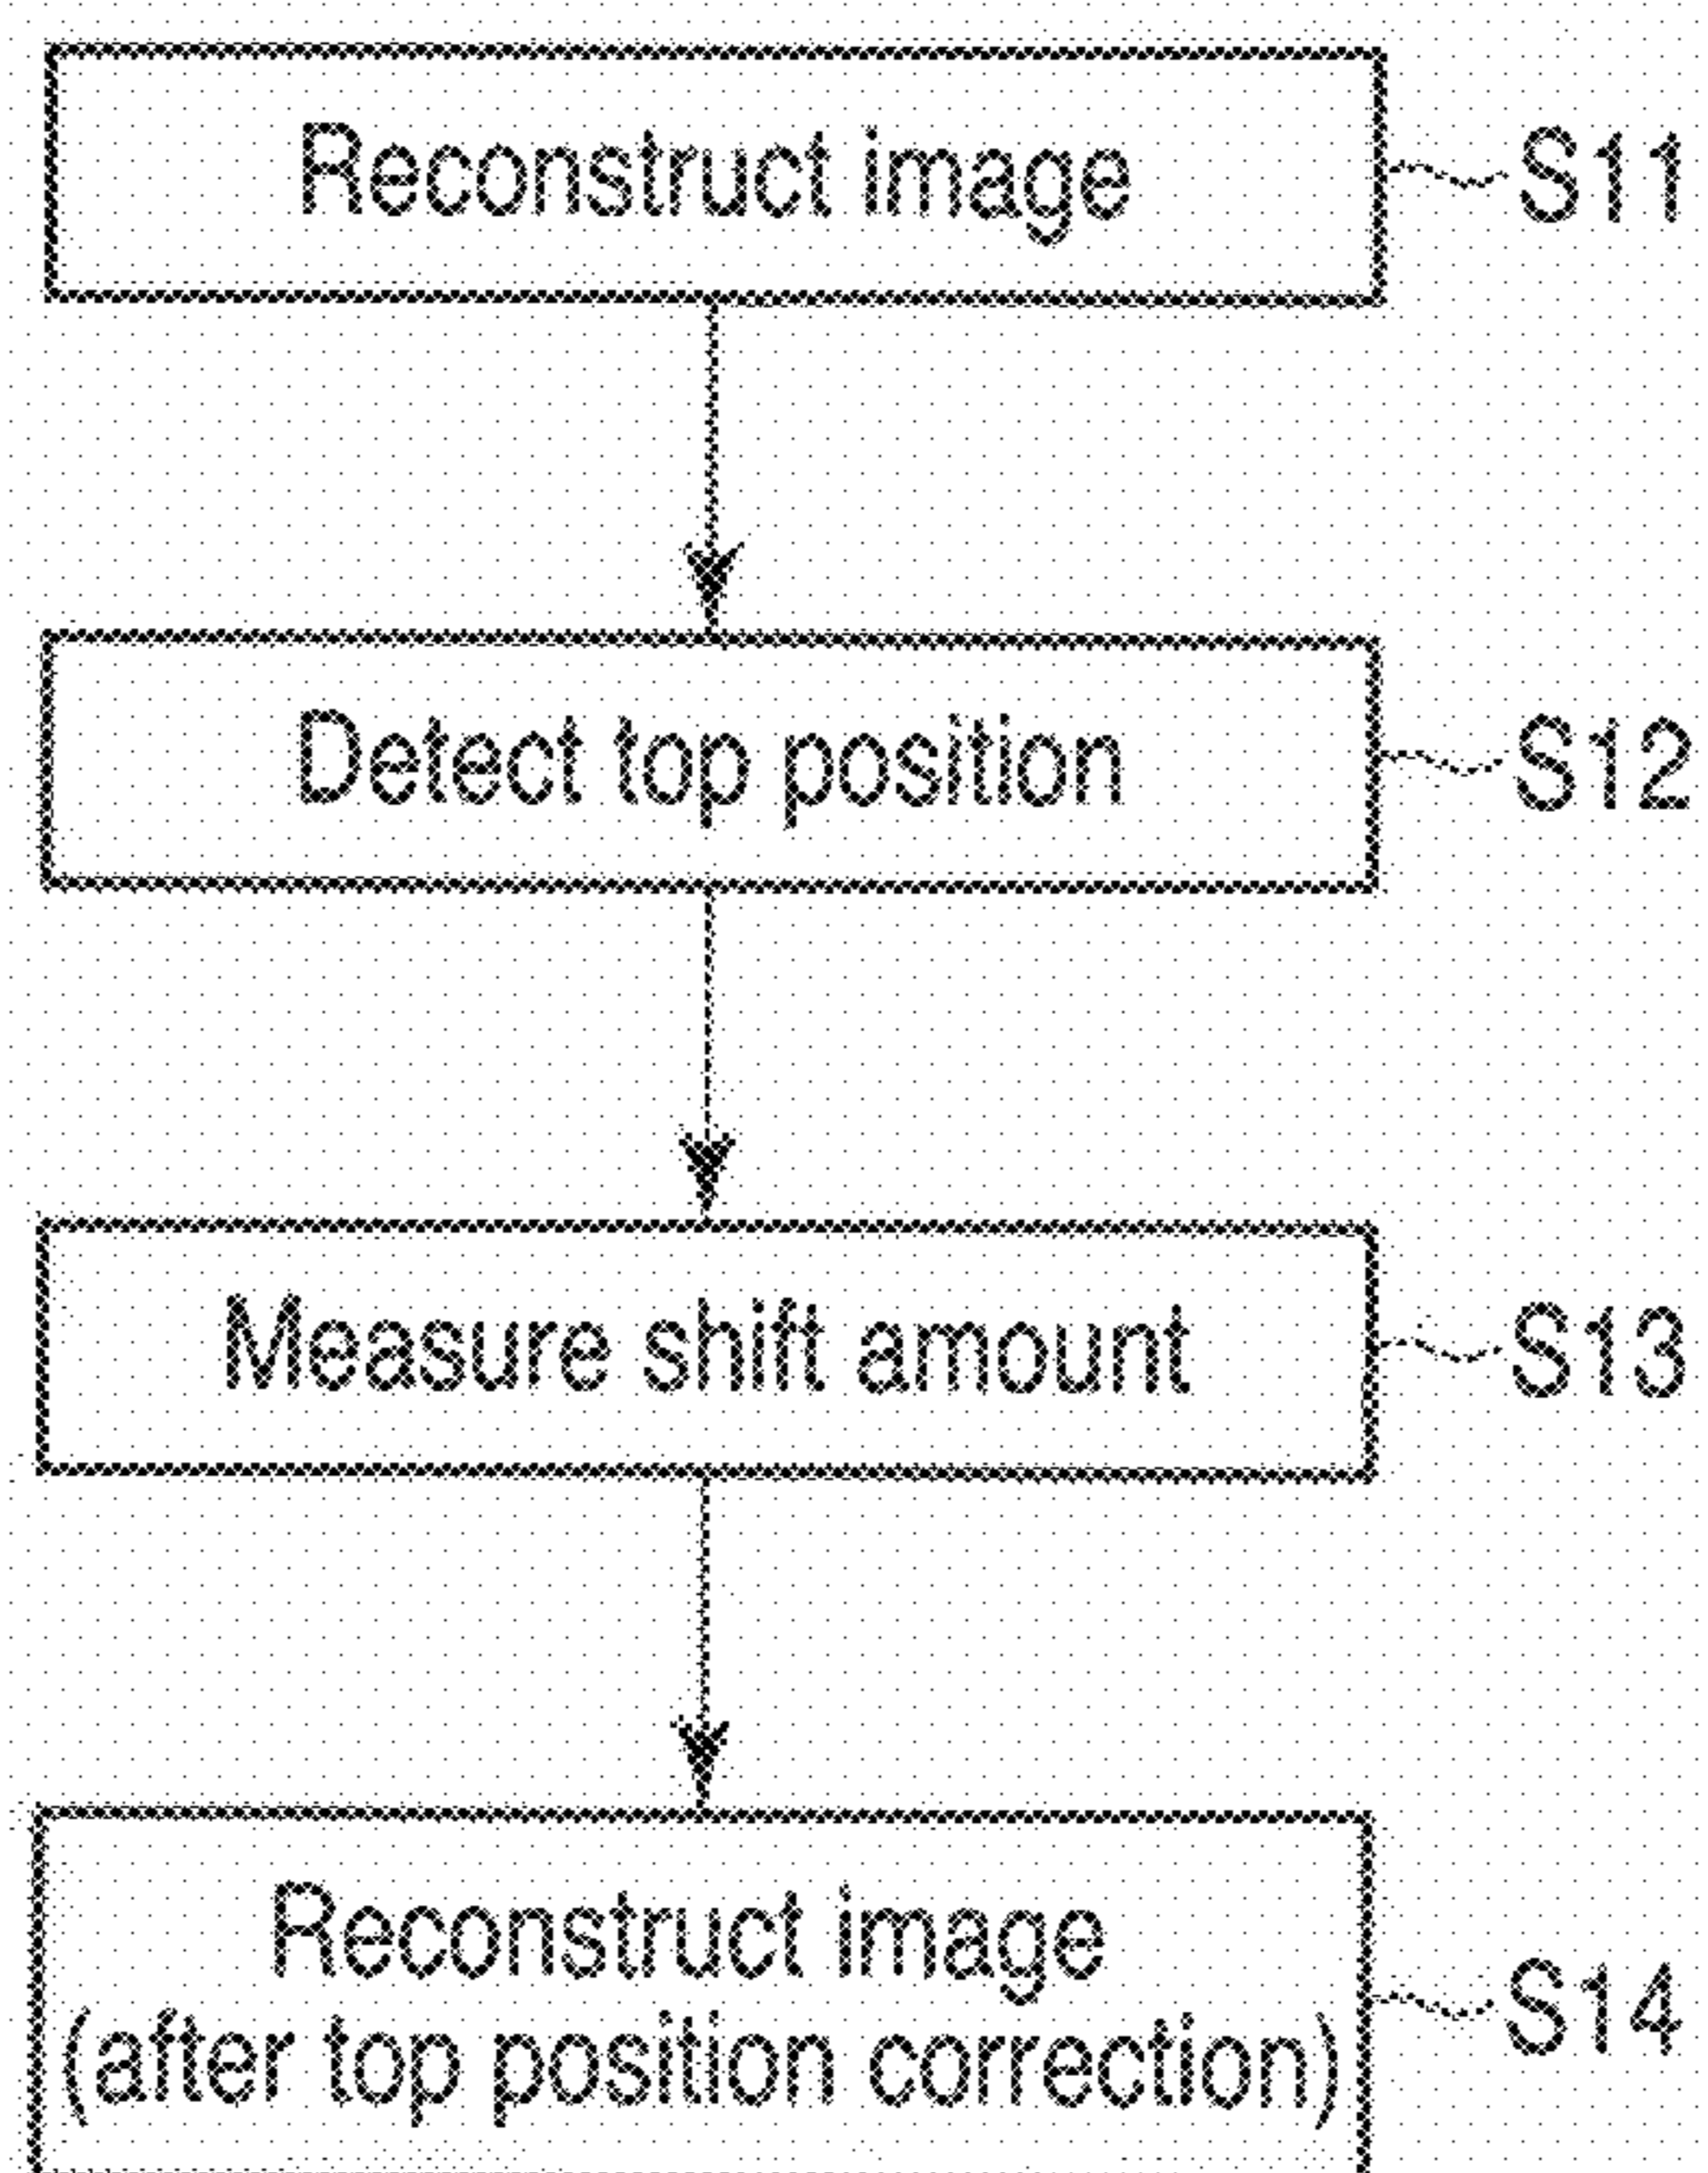 Reconstruct image
S11
Detect top position
S12
Measure shift amount
S13
Reconstruct image
(after top position correction)
S14